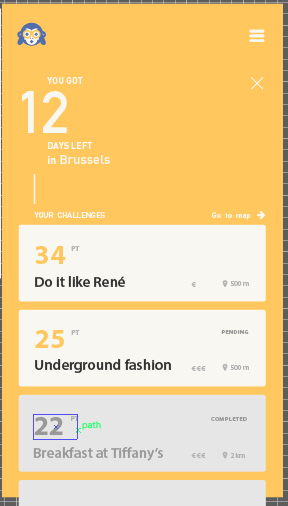 YOU GOT
12
DAYS LEFT
in Brussels
YOUR CHALLENGES Go to map
34 PT
Do it like René € 500 m
25 PT PENDING
Underground fashion €€€ 500 m
22 PT COMPLETED
path
Breakfast at Tiffany's €€€ 2 km